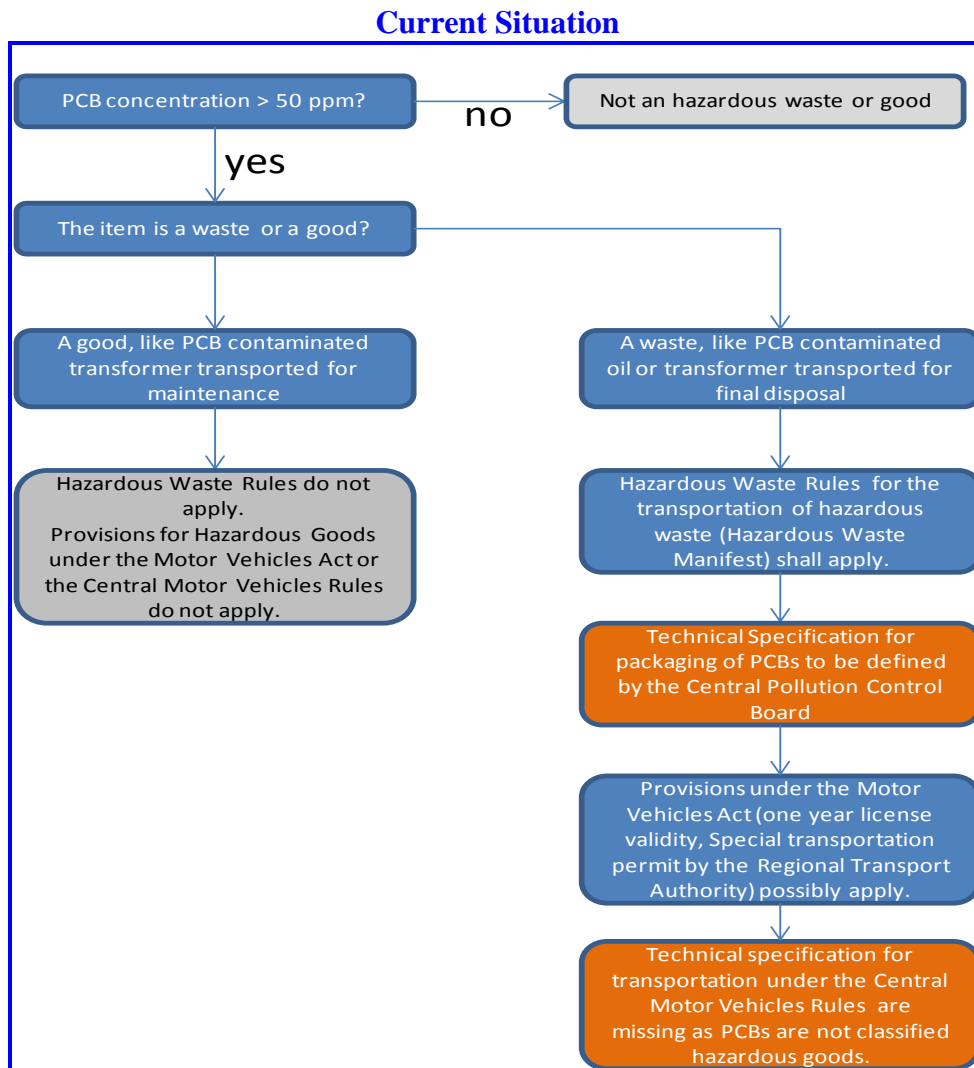 Current Situation
PCB concentration > 50 ppm?
no
Not an hazardous waste or good
yes
The item is a waste or a good?
A good, like PCB contaminated
transformer transported for
maintenance
A waste, like PCB contaminated
oil or transformer transported for
final disposal
Hazardous Waste Rules do not
apply.
Provisions for Hazardous Goods
under the Motor Vehicles Act or
the Central Motor Vehicles Rules
do not apply.
Hazardous Waste Rules for the
transportation of hazardous
waste (Hazardous Waste
Manifest) shall apply.
Technical Specification for
packaging of PCBs to be defined
by the Central Pollution Control
Board
Provisions under the Motor
Vehicles Act (one year license
validity, Special transportation
permit by the Regional Transport
Authority) possibly apply.
Technical specification for
transportation under the Central
Motor Vehicles Rules are
missing as PCBs are not classified
hazardous goods.